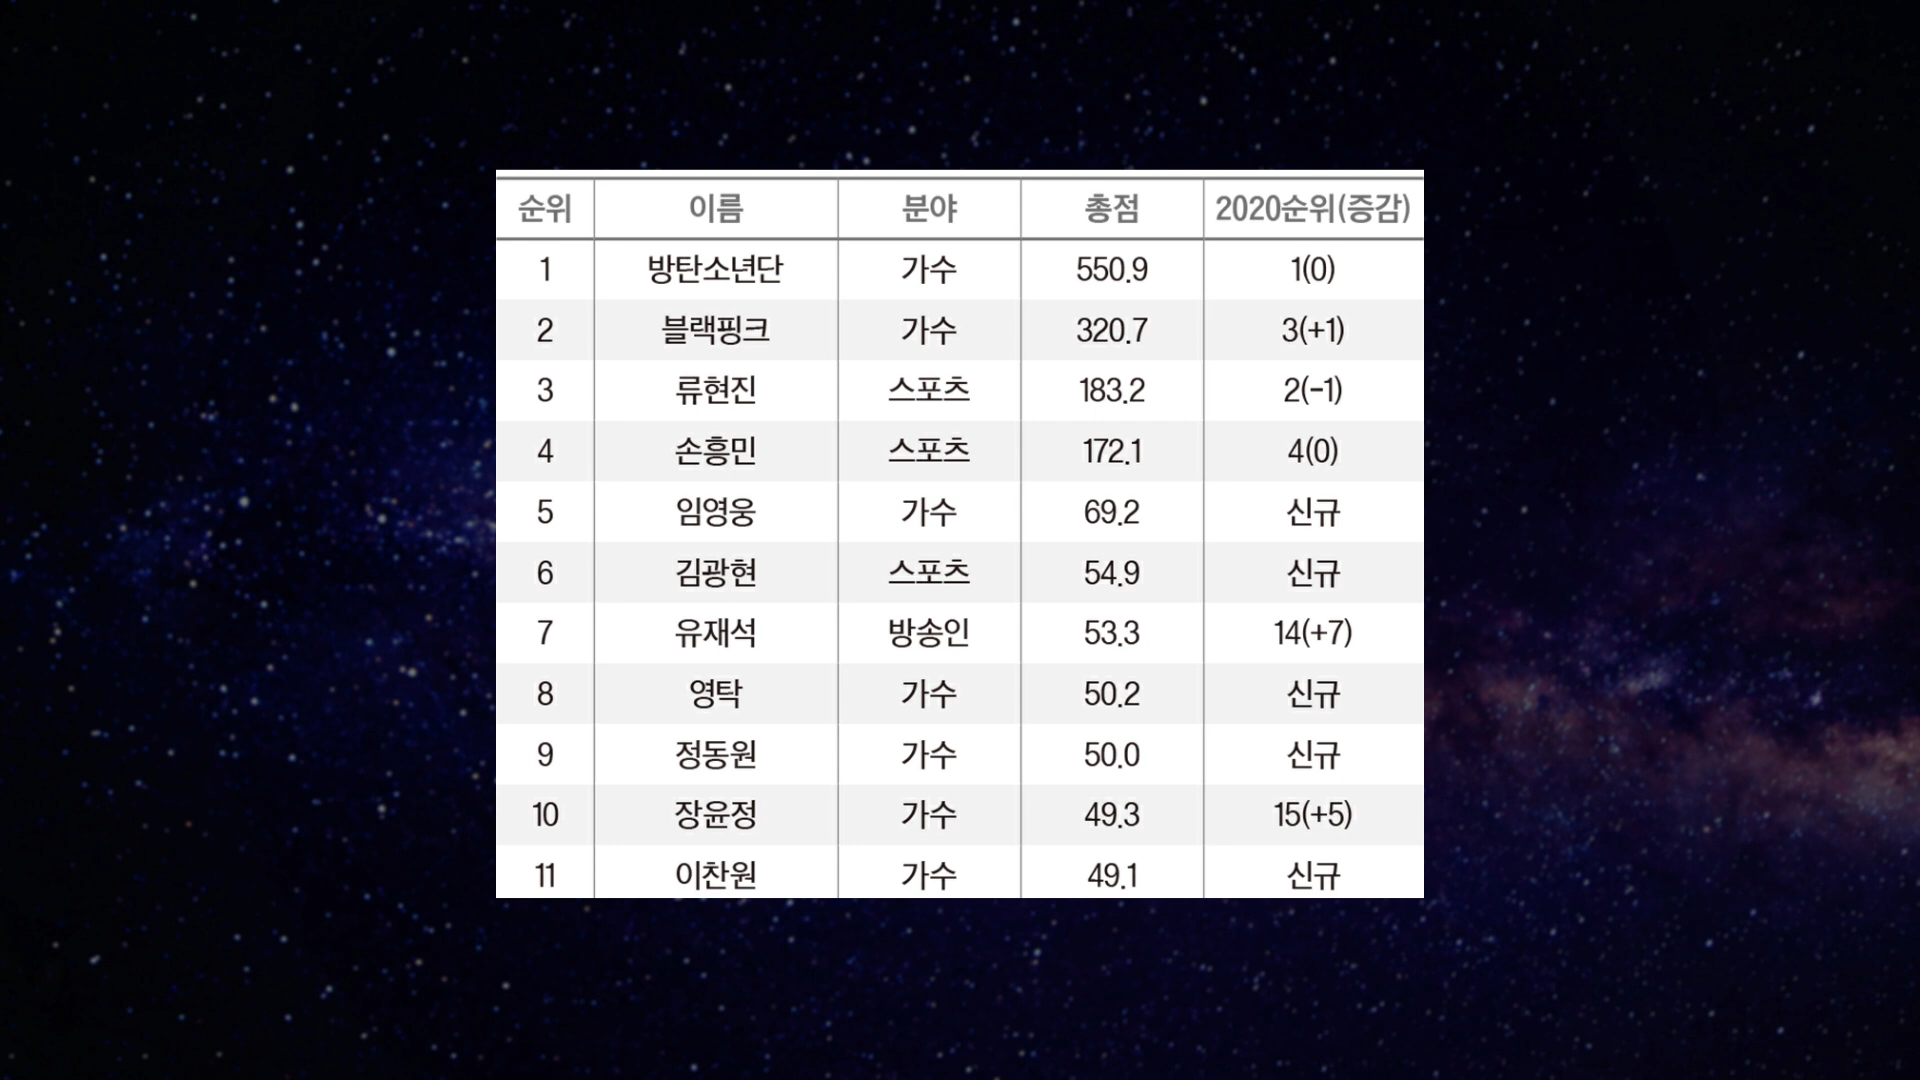 순위 이름 분야 총점 2020순위(증감)
1 방탄소년단 가수 550.9 1(0)
2 블랙핑크 가수 320.7 3(+1)
3 류현진 스포츠 183.2 2(-1)
4 손흥민 스포츠 172.1 4(0)
5 임영웅 가수 69.2 신규
6 김광현 스포츠 54.9 신규
7 유재석 방송인 53.3 14(+7)
8 영탁 가수 50.2 신규
9 정동원 가수 50.0 신규
10 장윤정 가수 49.3 15(+5)
11 이찬원 가수 49.1 신규